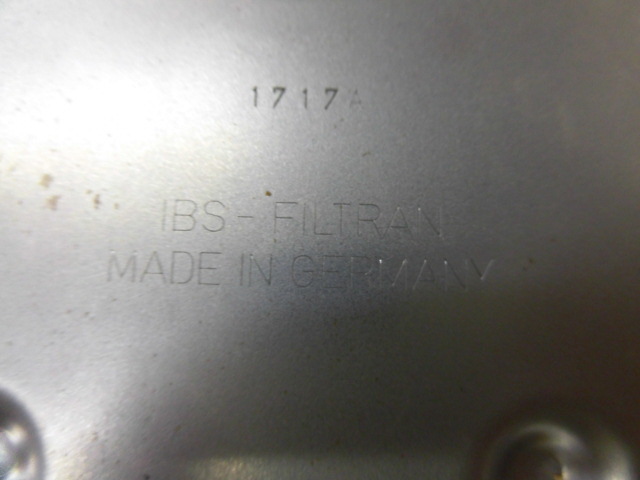 1717A
IBS - FILTRAN
MADE IN GERMANY